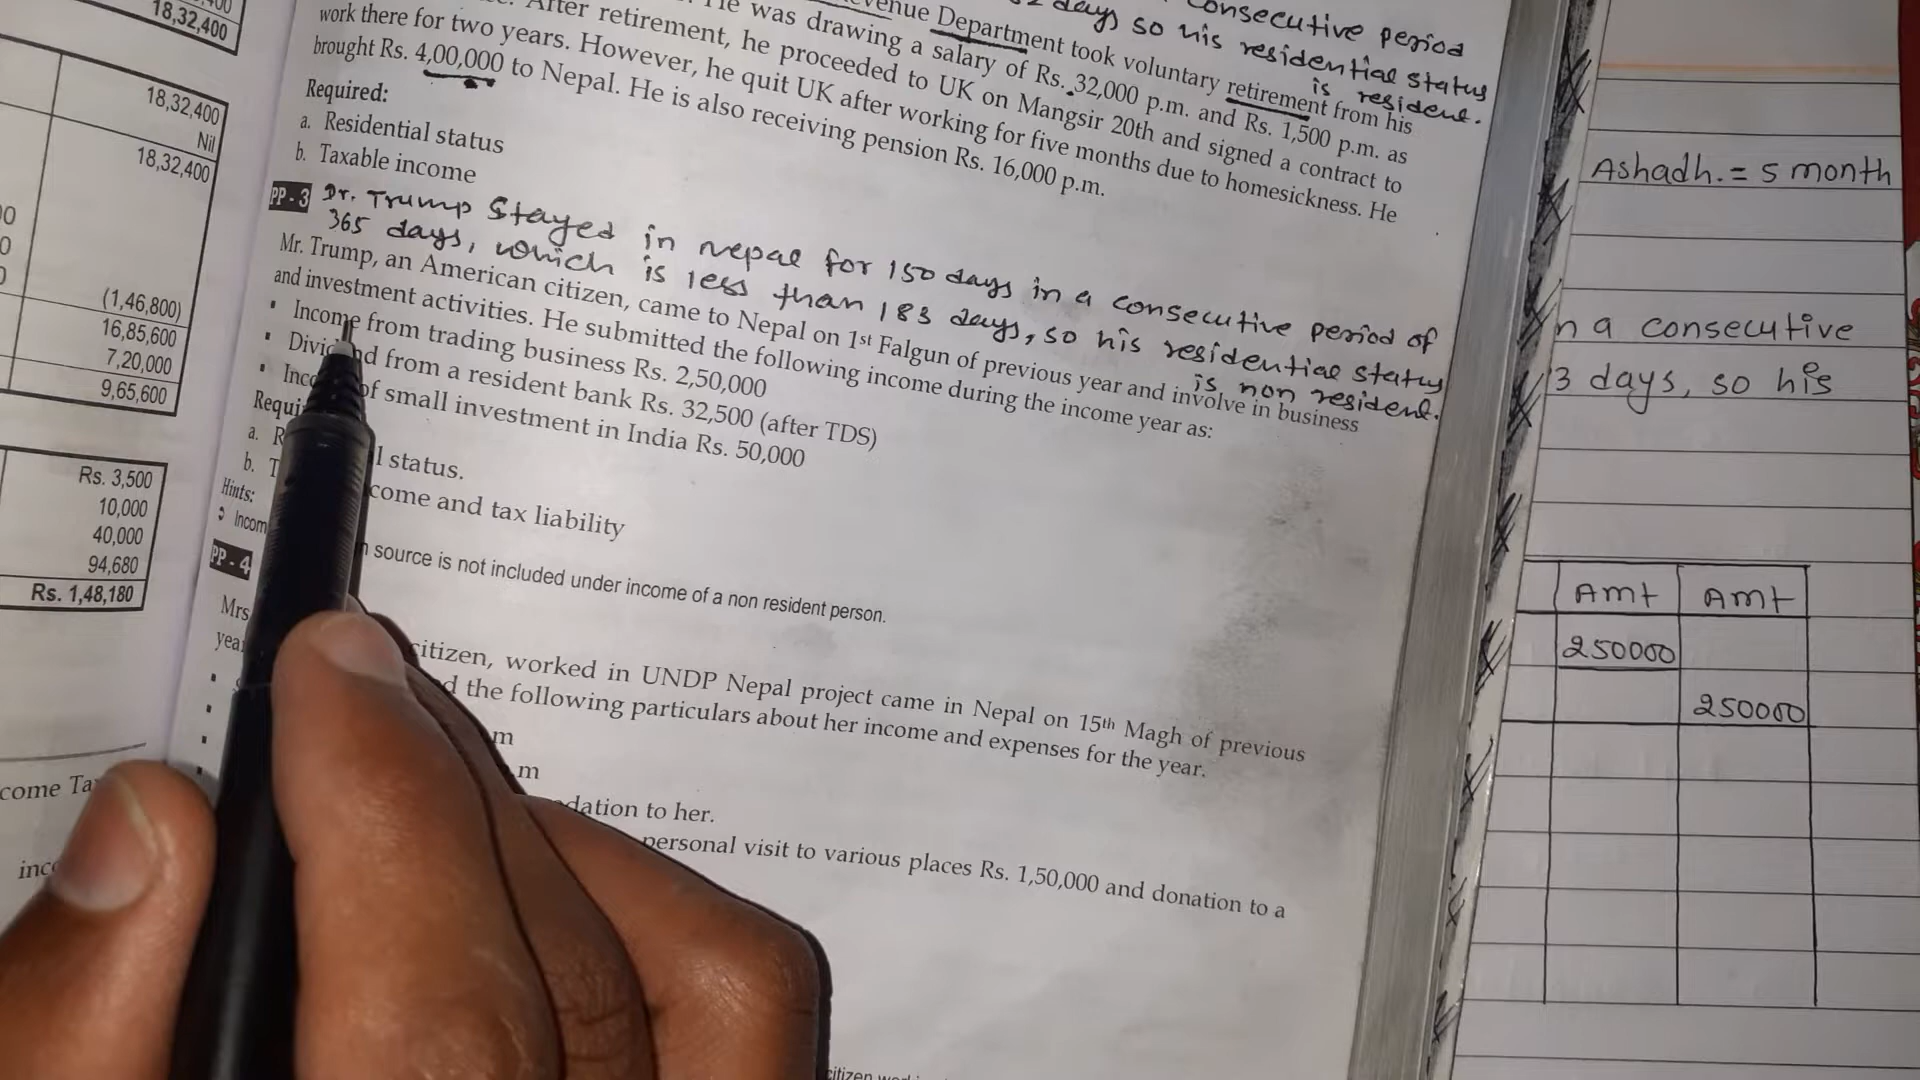 18,32,400
18,32,400
Nil
18,32,400
(1,46,800)
16,85,600
7,20,000
9,65,600
Rs. 3,500
10,000
40,000
94,680
Rs. 1,48,180
come Ta
inc
consecutive period
days so his residential status
is resident.
venue Department took voluntary retirement from his
He was drawing a salary of Rs. 32,000 p.m. and Rs. 1,500 p.m. as
After retirement, he proceeded to UK on Mangsir 20th and signed a contract to
work there for two years. However, he quit UK after working for five months due to homesickness. He
brought Rs. 4,00,000 to Nepal. He is also receiving pension Rs. 16,000 p.m.
Required:
a. Residential status
b. Taxable income
PP - 3 Dr. Trump Stayed in nepal for 150 days in a consecutive period of
365 days, which is less than 183 days, so his residential status
is non resident.
Mr. Trump, an American citizen, came to Nepal on 1st Falgun of previous year and involve in business
and investment activities. He submitted the following income during the income year as:
▪ Income from trading business Rs. 2,50,000
▪ Dividend from a resident bank Rs. 32,500 (after TDS)
▪ Inc of small investment in India Rs. 50,000
Requi
a. R l status.
b. T come and tax liability
Hints:
Incom n source is not included under income of a non resident person.
PP - 4
Mrs citizen, worked in UNDP Nepal project came in Nepal on 15th Magh of previous
yea d the following particulars about her income and expenses for the year.
m
m
dation to her.
personal visit to various places Rs. 1,50,000 and donation to a
citizen
Ashadh. = 5 month
n a consecutive
3 days, so his
Amt Amt
250000
250000